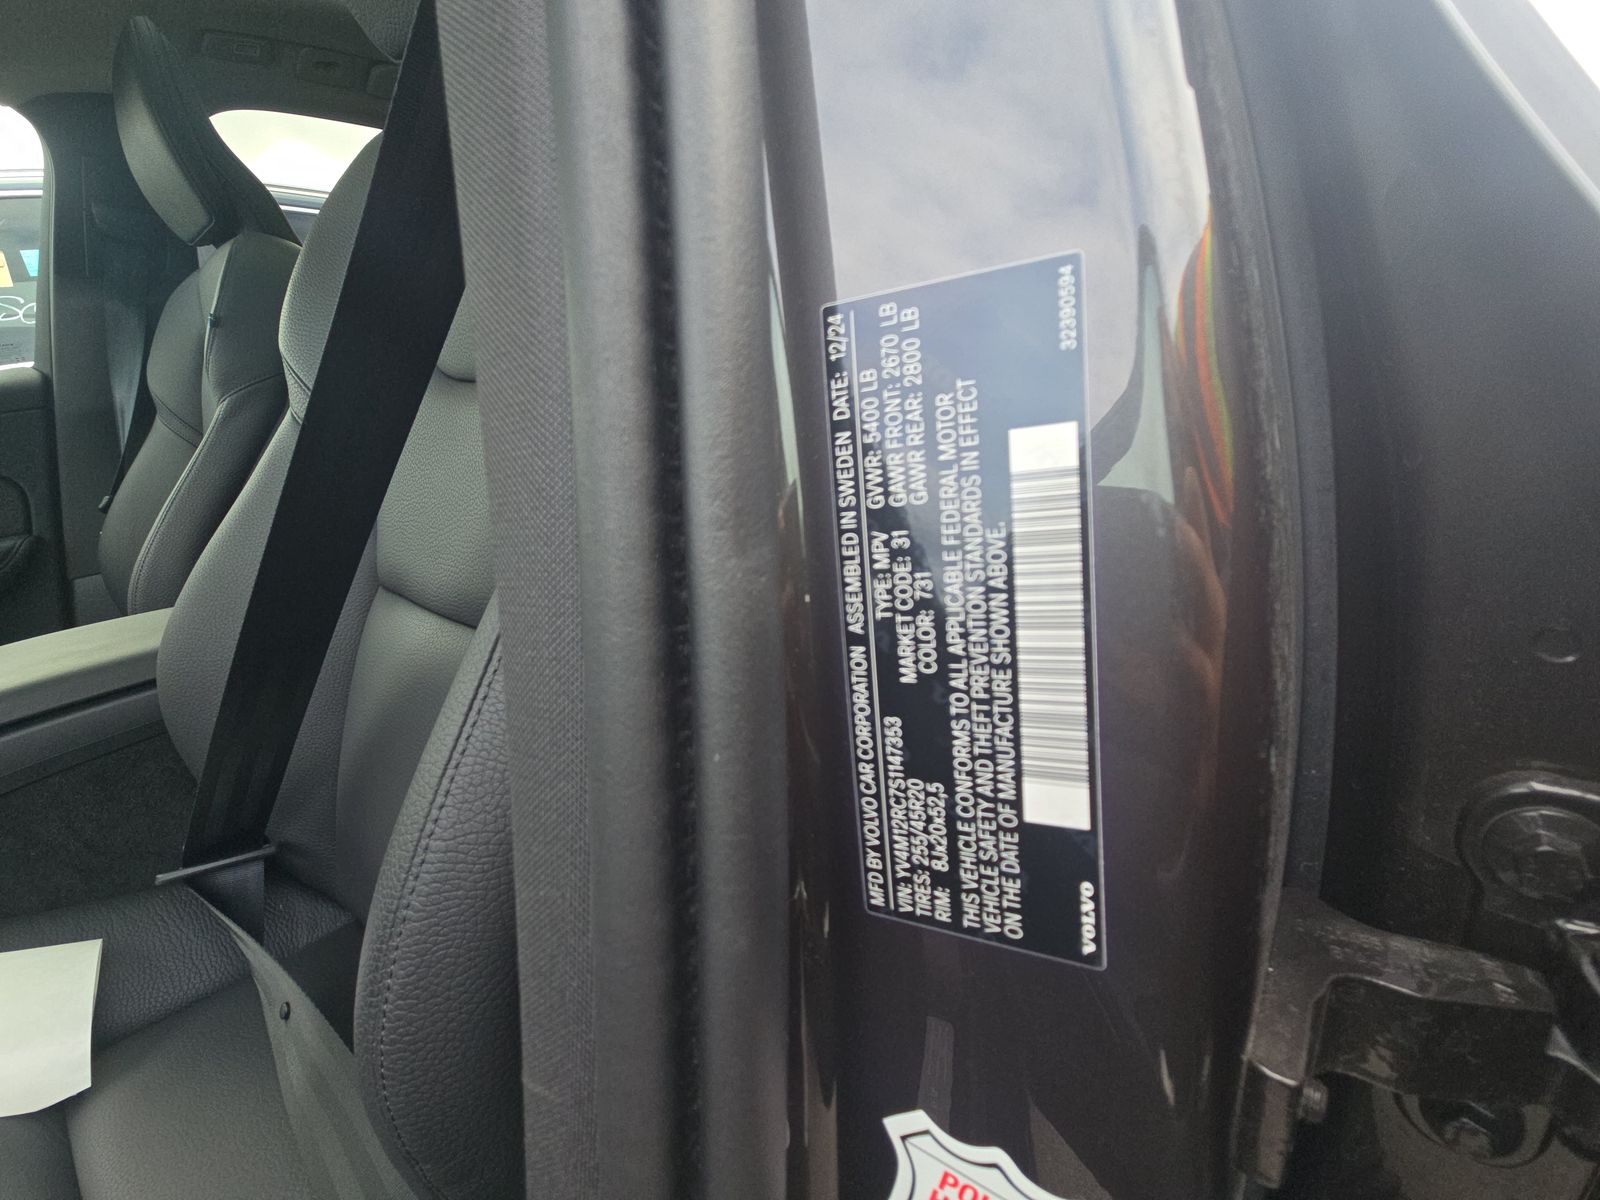 MFD BY VOLVO CAR CORPORATION ASSEMBLED IN SWEDEN DATE: 12/24
VIN: YV4M12RC7S1147353 TYPE: MPV GVWR: 5400 LB
TIRES: 255/45R20 MARKET CODE: 31 GAWR FRONT: 2670 LB
RIM: 8Jx20x52,5 COLOR: 731 GAWR REAR: 2800 LB
THIS VEHICLE CONFORMS TO ALL APPLICABLE FEDERAL MOTOR
VEHICLE SAFETY AND THEFT PREVENTION STANDARDS IN EFFECT
ON THE DATE OF MANUFACTURE SHOWN ABOVE.
VOLVO
32390594